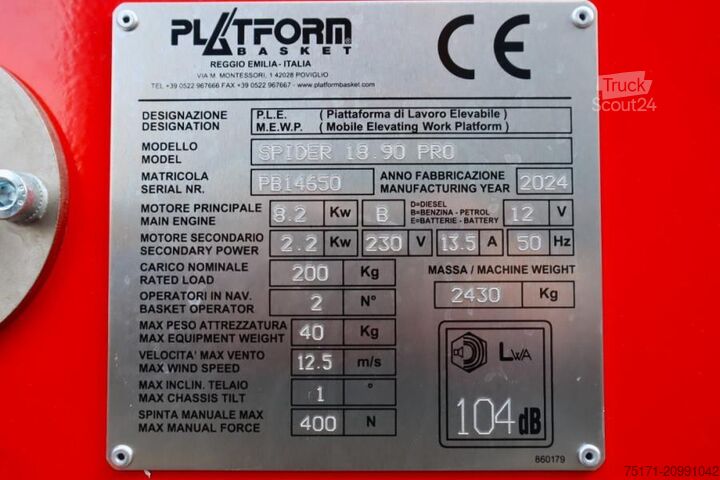 PLATFORM
BASKET
REGGIO EMILIA - ITALIA
VIA M. MONTESSORI, 1 42028 POVIGLIO
TEL +39 0522 967666 FAX +39 0522 967667 - www.platformbasket.com
CE
Truck
Scout24
DESIGNAZIONE P.L.E. ( Piattaforma di Lavoro Elevabile )
DESIGNATION M.E.W.P. ( Mobile Elevating Work Platform )
MODELLO
MODEL
SPIDER 18.90 PRO
MATRICOLA
SERIAL NR.
PB14650
ANNO FABBRICAZIONE
MANUFACTURING YEAR
2024
MOTORE PRINCIPALE
MAIN ENGINE
8.2 Kw B
D=DIESEL
B=BENZINA - PETROL
E=BATTERIA - BATTERY
12 V
MOTORE SECONDARIO
SECONDARY POWER
2.2 Kw 230 V 13.5 A 50 Hz
CARICO NOMINALE
RATED LOAD
200 Kg
MASSA / MACHINE WEIGHT
2430 Kg
OPERATORI IN NAV.
BASKET OPERATOR
2 N°
MAX PESO ATTREZZATURA
MAX EQUIPMENT WEIGHT
40 Kg
VELOCITA' MAX VENTO
MAX WIND SPEED
12.5 m/s
MAX INCLIN. TELAIO
MAX CHASSIS TILT
1 °
SPINTA MANUALE MAX
MAX MANUAL FORCE
400 N
LWA
104 dB
860179
75171-20991042